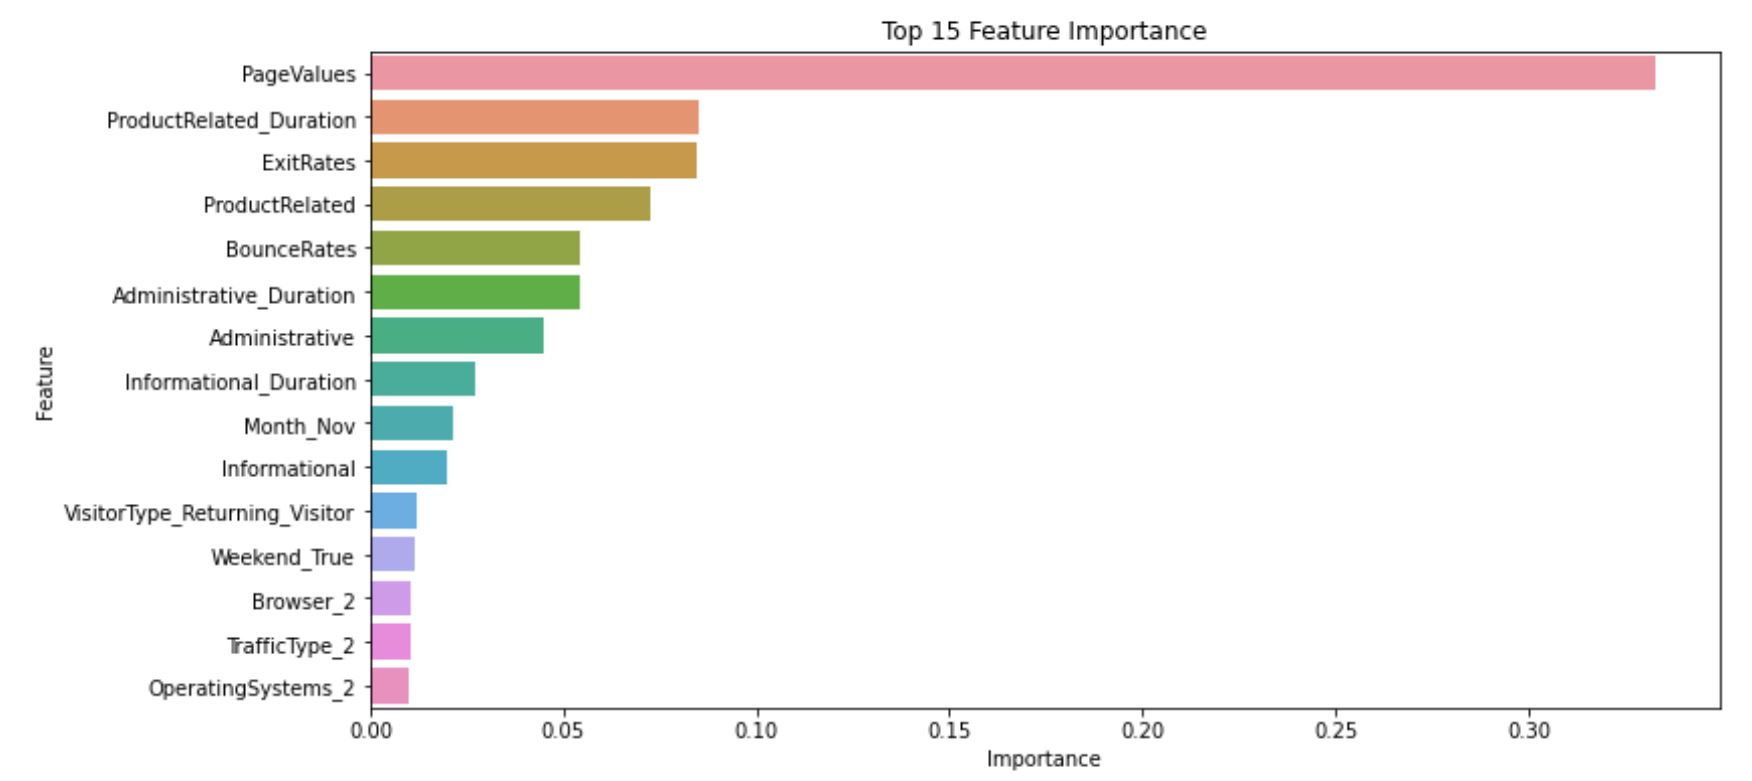 Top 15 Feature Importance
PageValues
ProductRelated_Duration
ExitRates
ProductRelated
BounceRates
Administrative_Duration
Administrative
Informational_Duration
Month_Nov
Informational
VisitorType_Returning_Visitor
Weekend_True
Browser_2
TrafficType_2
OperatingSystems_2
Feature
0.00 0.05 0.10 0.15 0.20 0.25 0.30
Importance